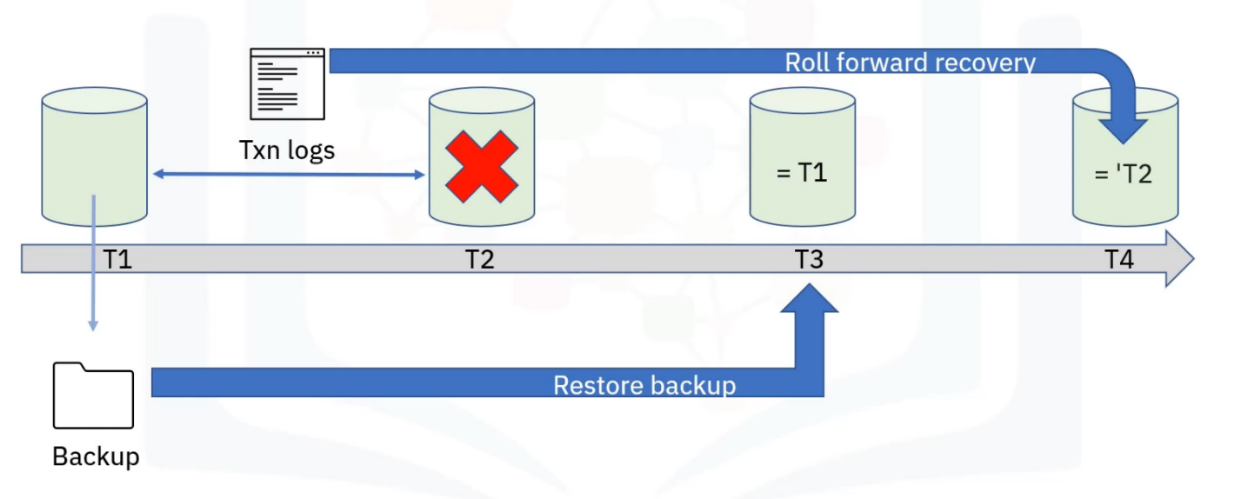 Roll forward recovery
Txn logs
= T1
= 'T2
T1
T2
T3
T4
Restore backup
Backup